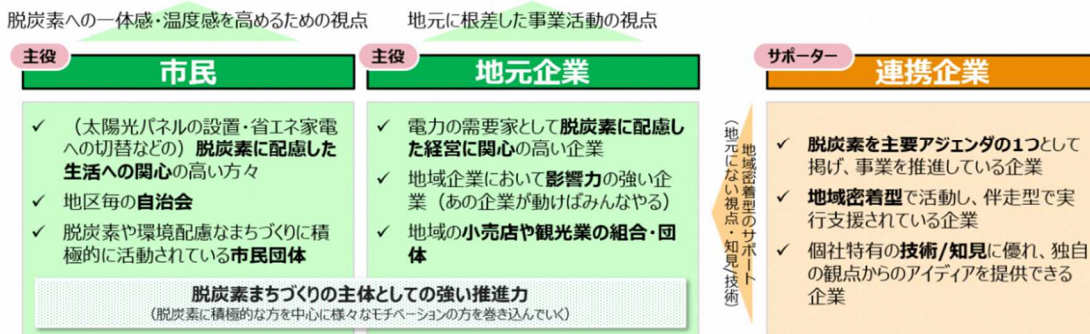 脱炭素への一体感・温度感を高めるための視点
地元に根差した事業活動の視点
主役
市民
✓ （太陽光パネルの設置・省エネ家電
への切替などの）脱炭素に配慮した
生活への関心の高い方々
✓ 地区毎の自治会
✓ 脱炭素や環境配慮なまちづくりに積
極的に活動されている市民団体
主役
地元企業
✓ 電力の需要家として脱炭素に配慮し
た経営に関心の高い企業
✓ 地域企業において影響力の強い企
業（あの企業が動けばみんなやる）
✓ 地域の小売店や観光業の組合・団
体
脱炭素まちづくりの主体としての強い推進力
（脱炭素に積極的な方を中心に様々なモチベーションの方を巻き込んでいく）
地域密着型のサポート
（地元にない視点・知見/技術）
サポーター
連携企業
✓ 脱炭素を主要アジェンダの1つとして
掲げ、事業を推進している企業
✓ 地域密着型で活動し、伴走型で実
行支援されている企業
✓ 個社特有の技術/知見に優れ、独自
の観点からのアイディアを提供できる
企業